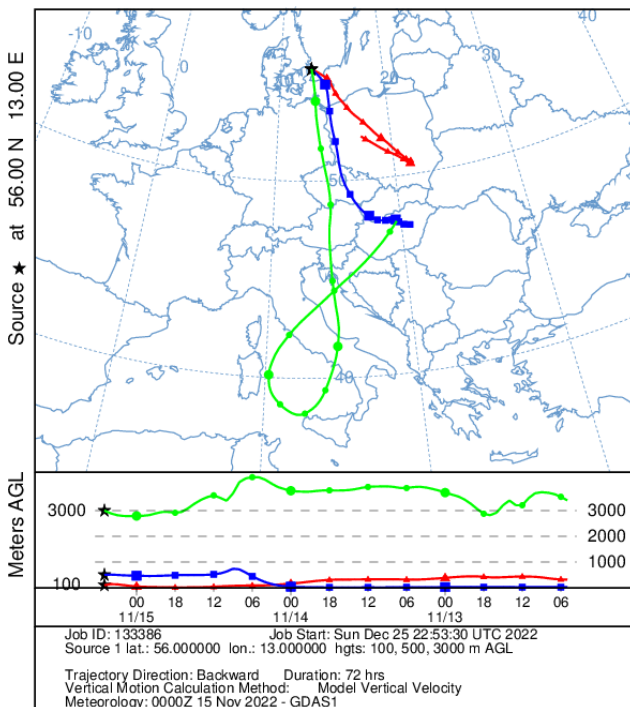 -10
0
10
20
30
40
50
40
Source ★ at 56.00 N 13.00 E
Meters AGL
3000 3000
2000
1000
100
00 18 12 06 00 18 12 06 00 18 12 06
11/15 11/14 11/13
Job ID: 133386 Job Start: Sun Dec 25 22:53:30 UTC 2022
Source 1 lat.: 56.000000 lon.: 13.000000 hgts: 100, 500, 3000 m AGL
Trajectory Direction: Backward Duration: 72 hrs
Vertical Motion Calculation Method: Model Vertical Velocity
Meteorology: 0000Z 15 Nov 2022 - GDAS1